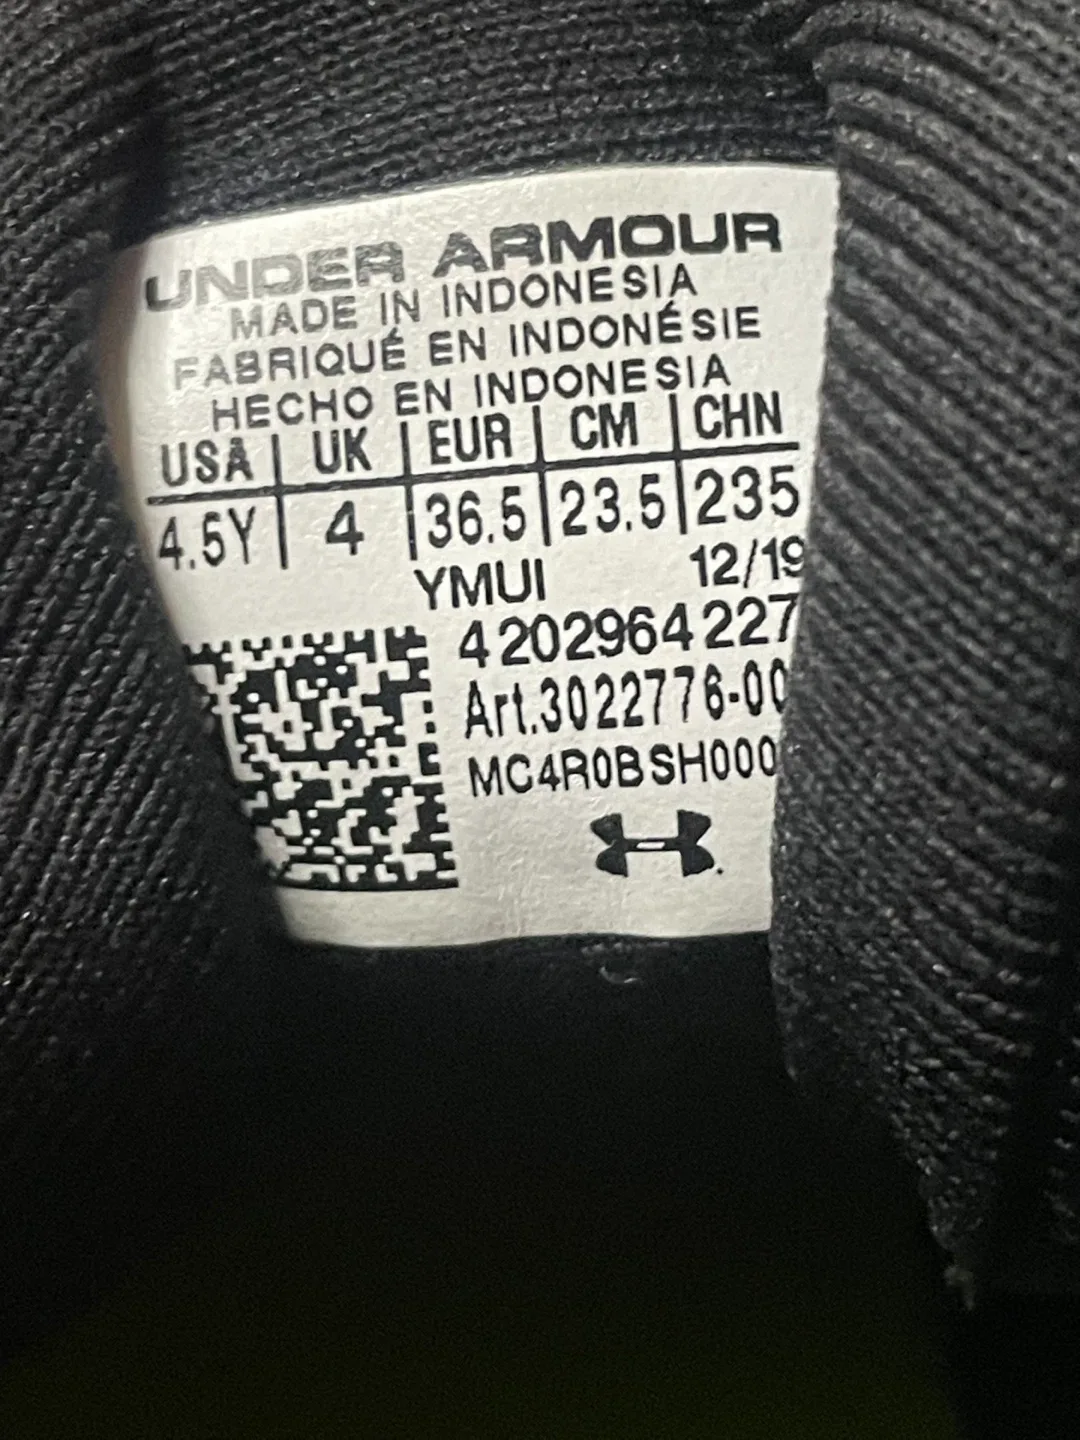 UNDER ARMOUR
MADE IN INDONESIA
FABRIQUÉ EN INDONÉSIE
HECHO EN INDONESIA
USA | UK | EUR | CM | CHN
4.5Y | 4 | 36.5 | 23.5 | 235
YMUI 12/19
4202964227
Art.3022776-00
MC4R0BSH000